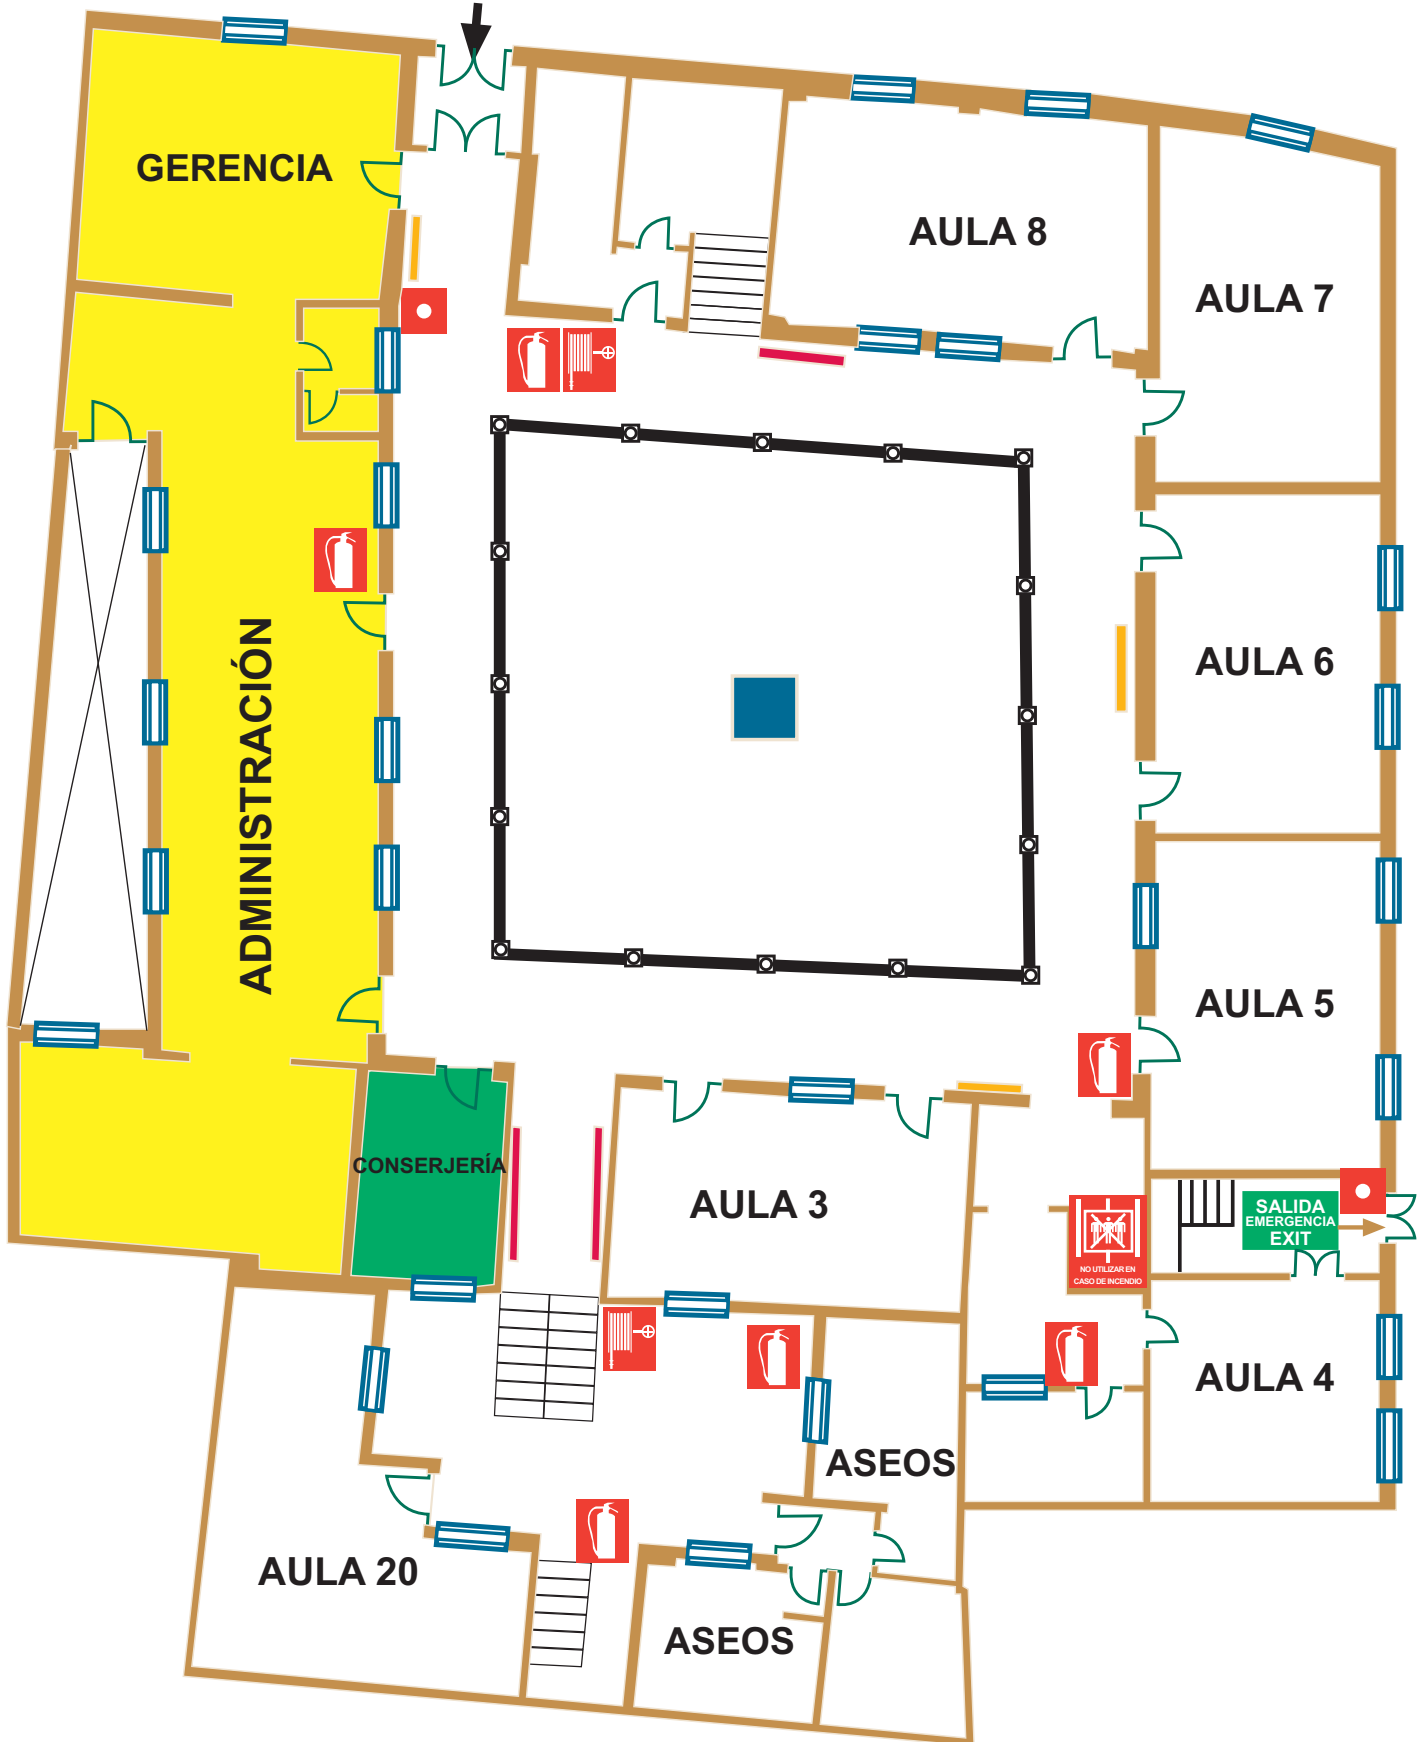 GERENCIA
AULA 8
AULA 7
AULA 6
ADMINISTRACIÓN
AULA 5
CONSERJERÍA
AULA 3
SALIDA
EMERGENCIA
EXIT
NO UTILIZAR EN
CASO DE INCENDIO
AULA 4
ASEOS
AULA 20
ASEOS